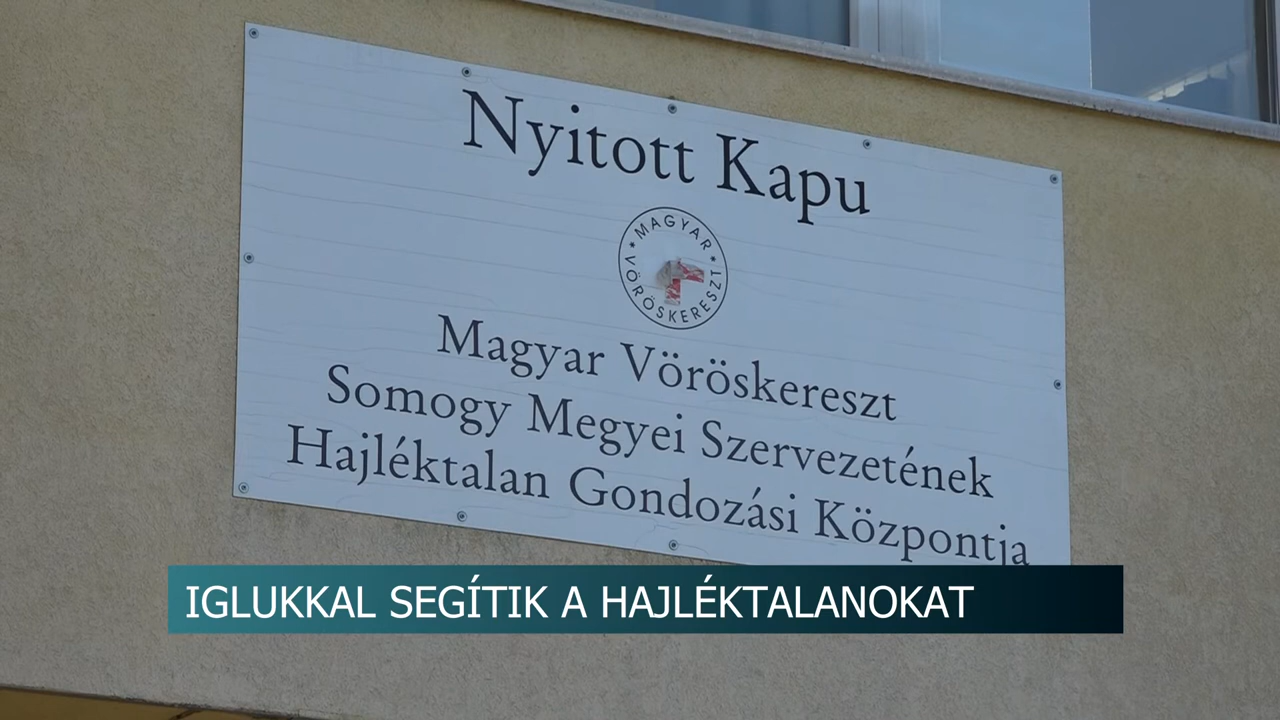 Nyitott Kapu
MAGYAR
VÖRÖSKERESZT
Magyar Vöröskereszt
Somogy Megyei Szervezetének
Hajléktalan Gondozási Központja
IGLUKKAL SEGÍTIK A HAJLÉKTALANOKAT